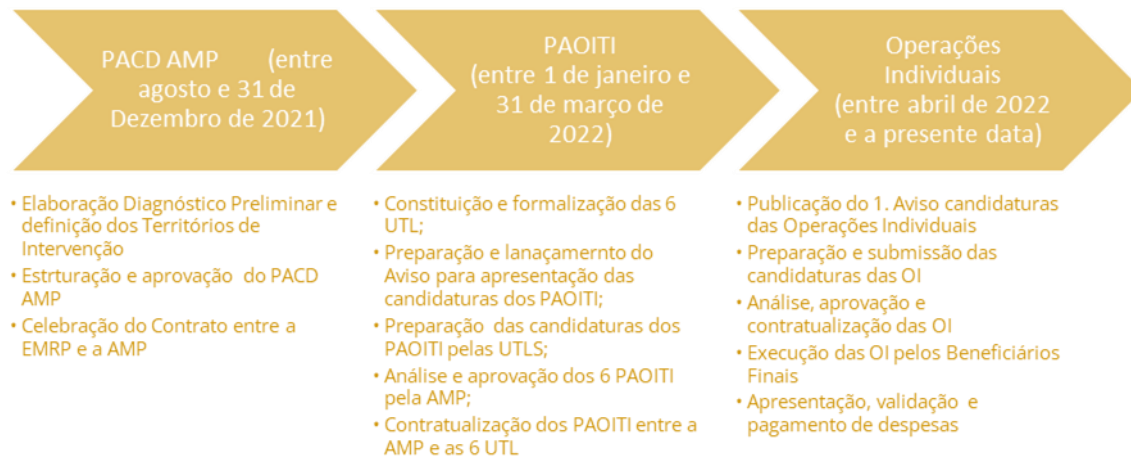 PACD AMP (entre
agosto e 31 de
Dezembro de 2021)
• Elaboração Diagnóstico Preliminar e
definição dos Territórios de
Intervenção
• Estrturação e aprovação do PACD
AMP
• Celebração do Contrato entre a
EMRP e a AMP
PAOITI
(entre 1 de janeiro e
31 de março de
2022)
• Constituição e formalização das 6
UTL;
• Preparação e lanaçamernto do
Aviso para apresentação das
candidaturas dos PAOITI;
• Preparação das candidaturas dos
PAOITI pelas UTLS;
• Análise e aprovação dos 6 PAOITI
pela AMP;
• Contratualização dos PAOITI entre a
AMP e as 6 UTL
Operações
Individuais
(entre abril de 2022
e a presente data)
• Publicação do 1. Aviso candidaturas
das Operações Individuais
• Preparação e submissão das
candidaturas das OI
• Análise, aprovação e
contratualização das OI
• Execução das OI pelos Beneficiários
Finais
• Apresentação, validação e
pagamento de despesas